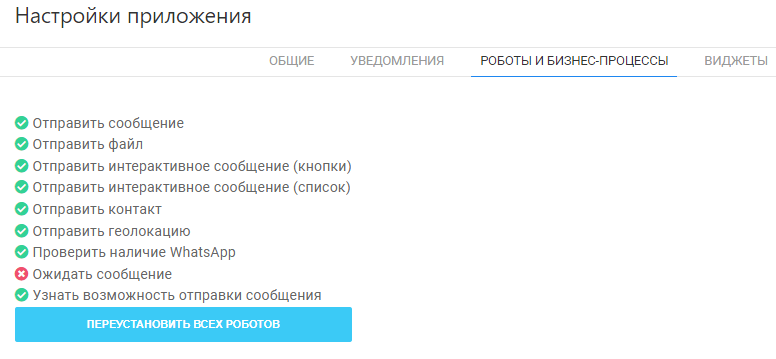 Настройки приложения
ОБЩИЕ УВЕДОМЛЕНИЯ РОБОТЫ И БИЗНЕС-ПРОЦЕССЫ ВИДЖЕТЫ
Отправить сообщение
Отправить файл
Отправить интерактивное сообщение (кнопки)
Отправить интерактивное сообщение (список)
Отправить контакт
Отправить геолокацию
Проверить наличие WhatsApp
Ожидать сообщение
Узнать возможность отправки сообщения
ПЕРЕУСТАНОВИТЬ ВСЕХ РОБОТОВ